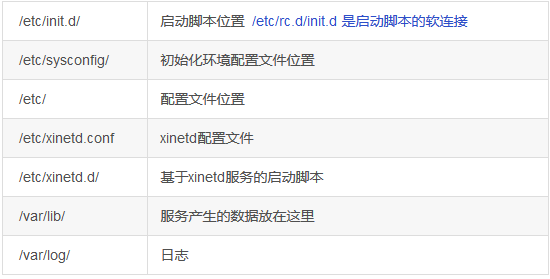 /etc/init.d/ 启动脚本位置 /etc/rc.d/init.d 是启动脚本的软连接
/etc/sysconfig/ 初始化环境配置文件位置
/etc/ 配置文件位置
/etc/xinetd.conf xinetd配置文件
/etc/xinetd.d/ 基于xinetd服务的启动脚本
/var/lib/ 服务产生的数据放在这里
/var/log/ 日志